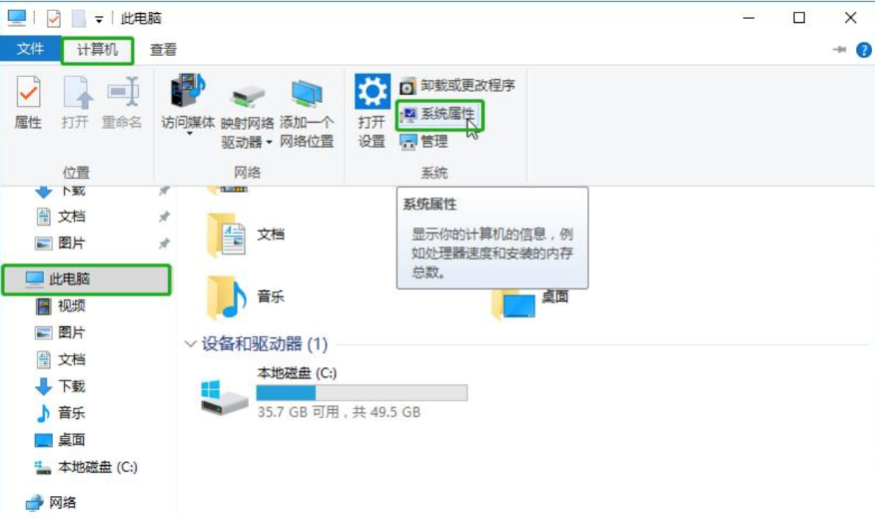 此电脑
文件 计算机 查看
属性 打开 重命名
访问媒体 映射网络驱动器 添加一个网络位置
打开设置
卸载或更改程序
系统属性
管理
位置 网络 系统
系统属性
显示你的计算机的信息，例
如处理器速度和安装的内存
总数。
下载
文档
图片
此电脑
视频
图片
文档
下载
音乐
桌面
本地磁盘 (C:)
网络
文档
音乐
桌面
设备和驱动器 (1)
本地磁盘 (C:)
35.7 GB 可用，共 49.5 GB